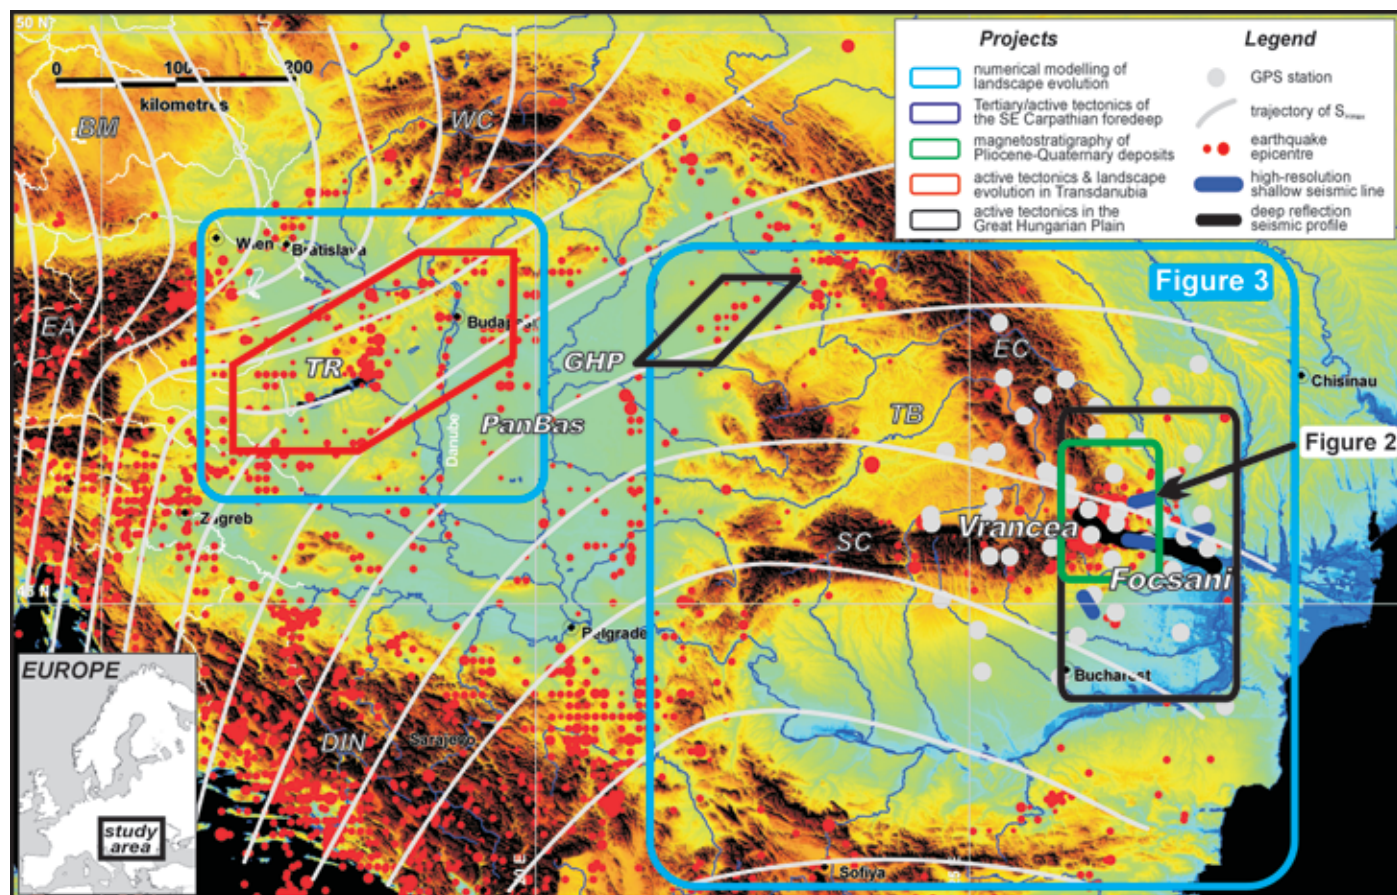 50 N
0 100 200
kilometres
Projects
numerical modelling of
landscape evolution
Tertiary/active tectonics of
the SE Carpathian foredeep
magnetostratigraphy of
Pliocene-Quaternary deposits
active tectonics & landscape
evolution in Transdanubia
active tectonics in the
Great Hungarian Plain
Legend
GPS station
trajectory of S
earthquake
epicentre
high-resolution
shallow seismic line
deep reflection
seismic profile
BM
WC
Wien
Bratislava
Figure 3
EA
Budapest
TR
GHP
EC
Chisinau
PanBas
TB
Danube
Figure 2
Zagreb
Vrancea
SC
Focsani
45 N
Belgrade
EUROPE
Bucharest
DIN
Sarajevo
study
area
20 E
25 E
Sofiya